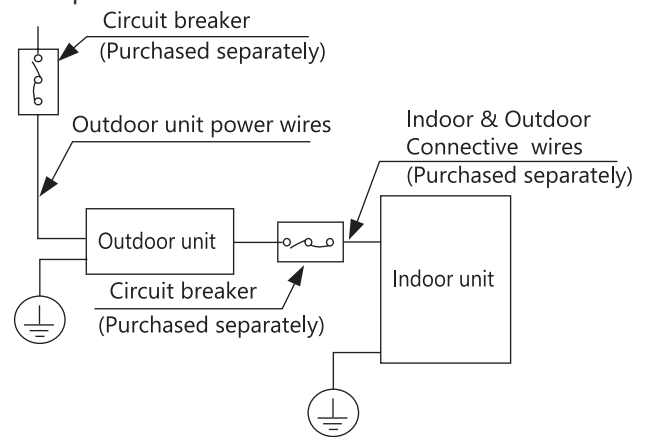 Circuit breaker
(Purchased separately)
Outdoor unit power wires
Indoor & Outdoor
Connective wires
(Purchased separately)
Outdoor unit
Indoor unit
Circuit breaker
(Purchased separately)